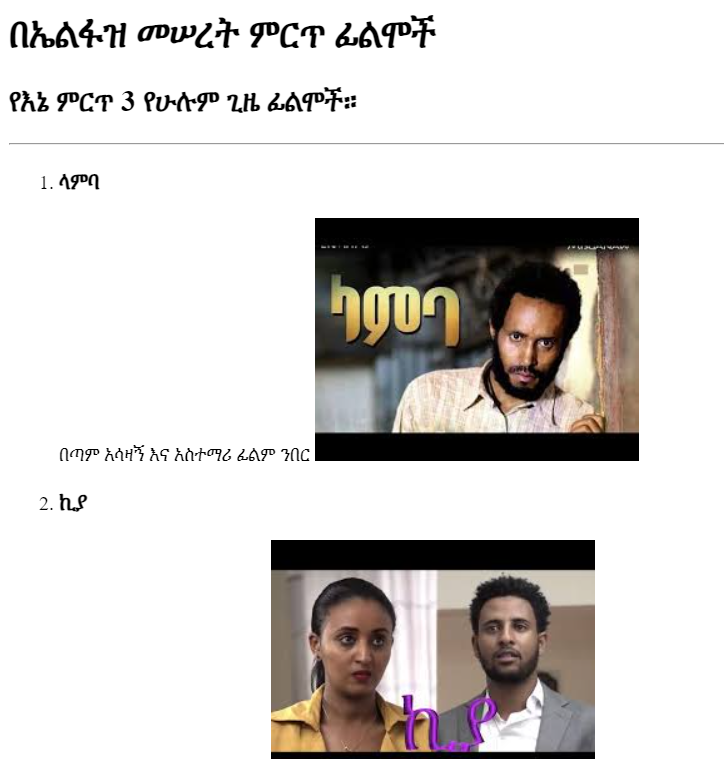 በኤልፋዝ መሠረት ምርጥ ፊልሞች
የእኔ ምርጥ 3 የሁሉም ጊዜ ፊልሞች።
1. ላምባ
ላምባ
በጣም አሳዛኝ እና አስተማሪ ፊልም ንበር
2. ኪያ
ኪያ